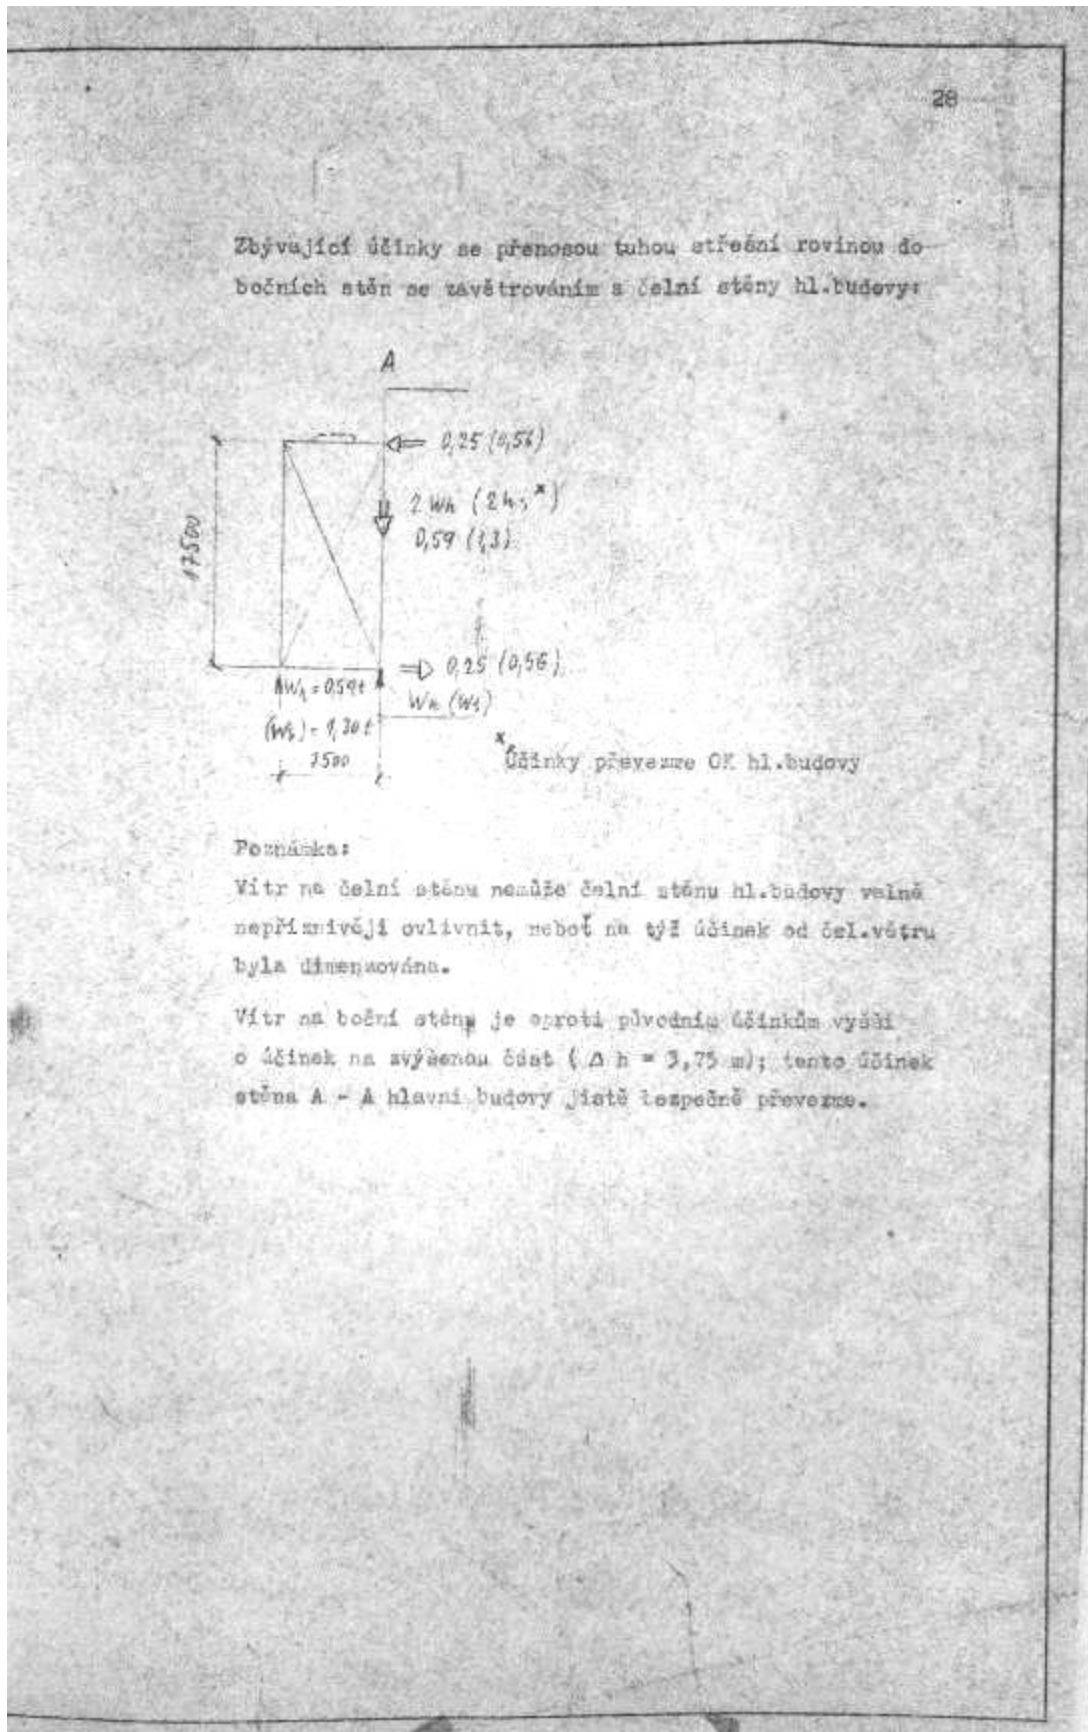 28
Zbývající účinky se přenesou tuhou střešní rovinou do
bočních stěn se zavětrováním a čelní stěny hl.budovy:
A
0,25 (0,56)
2 Wh (2 *)
0,59 (1,3)
17500
0,25 (0,56)
Wh = 0,59t
Wh (Ws)
(Ws) = 1,30 t
7500
x Účinky převezme OK hl.budovy
Poznámka:
Vítr na čelní stěnu nemůže čelní stěnu hl.budovy valně
nepříznivěji ovlivnit, neboť na týž účinek od čel.větru
byla dimenzována.
Vítr na boční stěnu je oproti původním účinkům vyšší
o účinek na zvýšenou část ( Δ h = 3,75 m); tento účinek
stěna A - A hlavní budovy jistě bezpečně převezme.